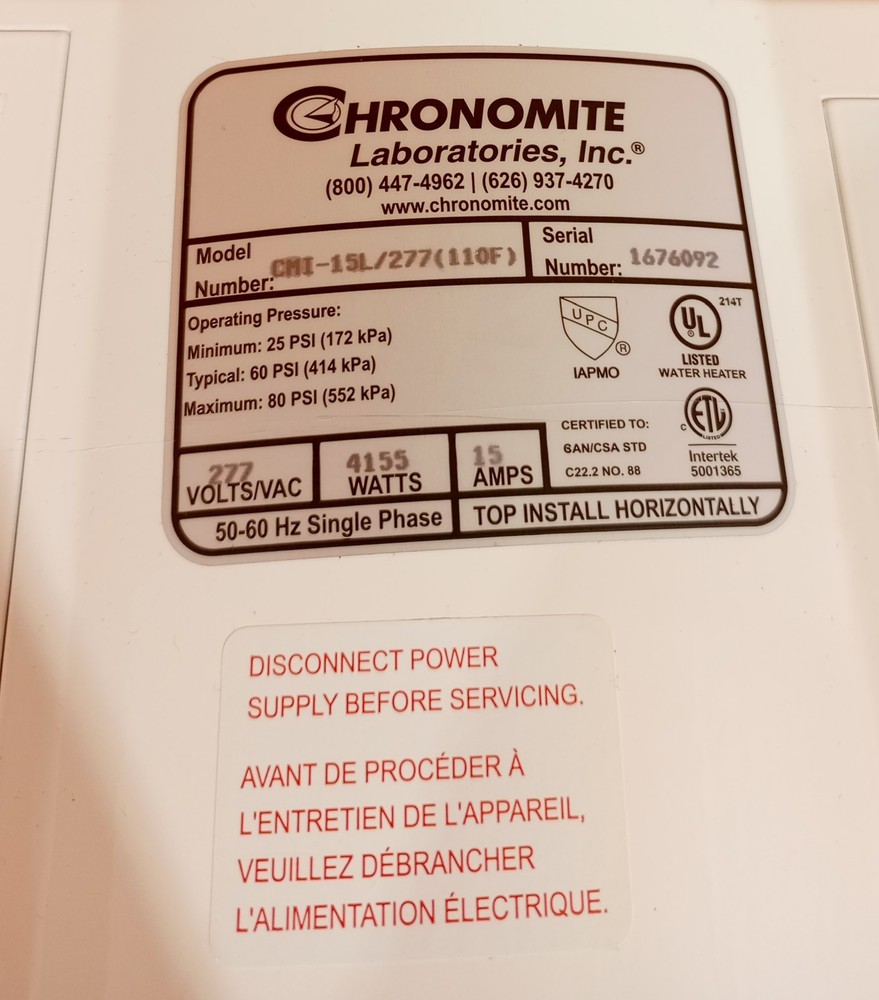 CHRONOMITE
Laboratories, Inc.®
(800) 447-4962 | (626) 937-4270
www.chronomite.com
Model
Number: CMI-15L/277(110F)
Serial
Number: 1676092
Operating Pressure:
Minimum: 25 PSI (172 kPa)
Typical: 60 PSI (414 kPa)
Maximum: 80 PSI (552 kPa)
UPC
®
IAPMO
UL
®
214T
LISTED
WATER HEATER
CERTIFIED TO:
GAN/CSA STD
C22.2 NO. 88
C
ETL
LISTED
Intertek
5001365
277
VOLTS/VAC
4155
WATTS
15
AMPS
50-60 Hz Single Phase
TOP INSTALL HORIZONTALLY
DISCONNECT POWER
SUPPLY BEFORE SERVICING.
AVANT DE PROCÉDER À
L'ENTRETIEN DE L'APPAREIL,
VEUILLEZ DÉBRANCHER
L'ALIMENTATION ÉLECTRIQUE.